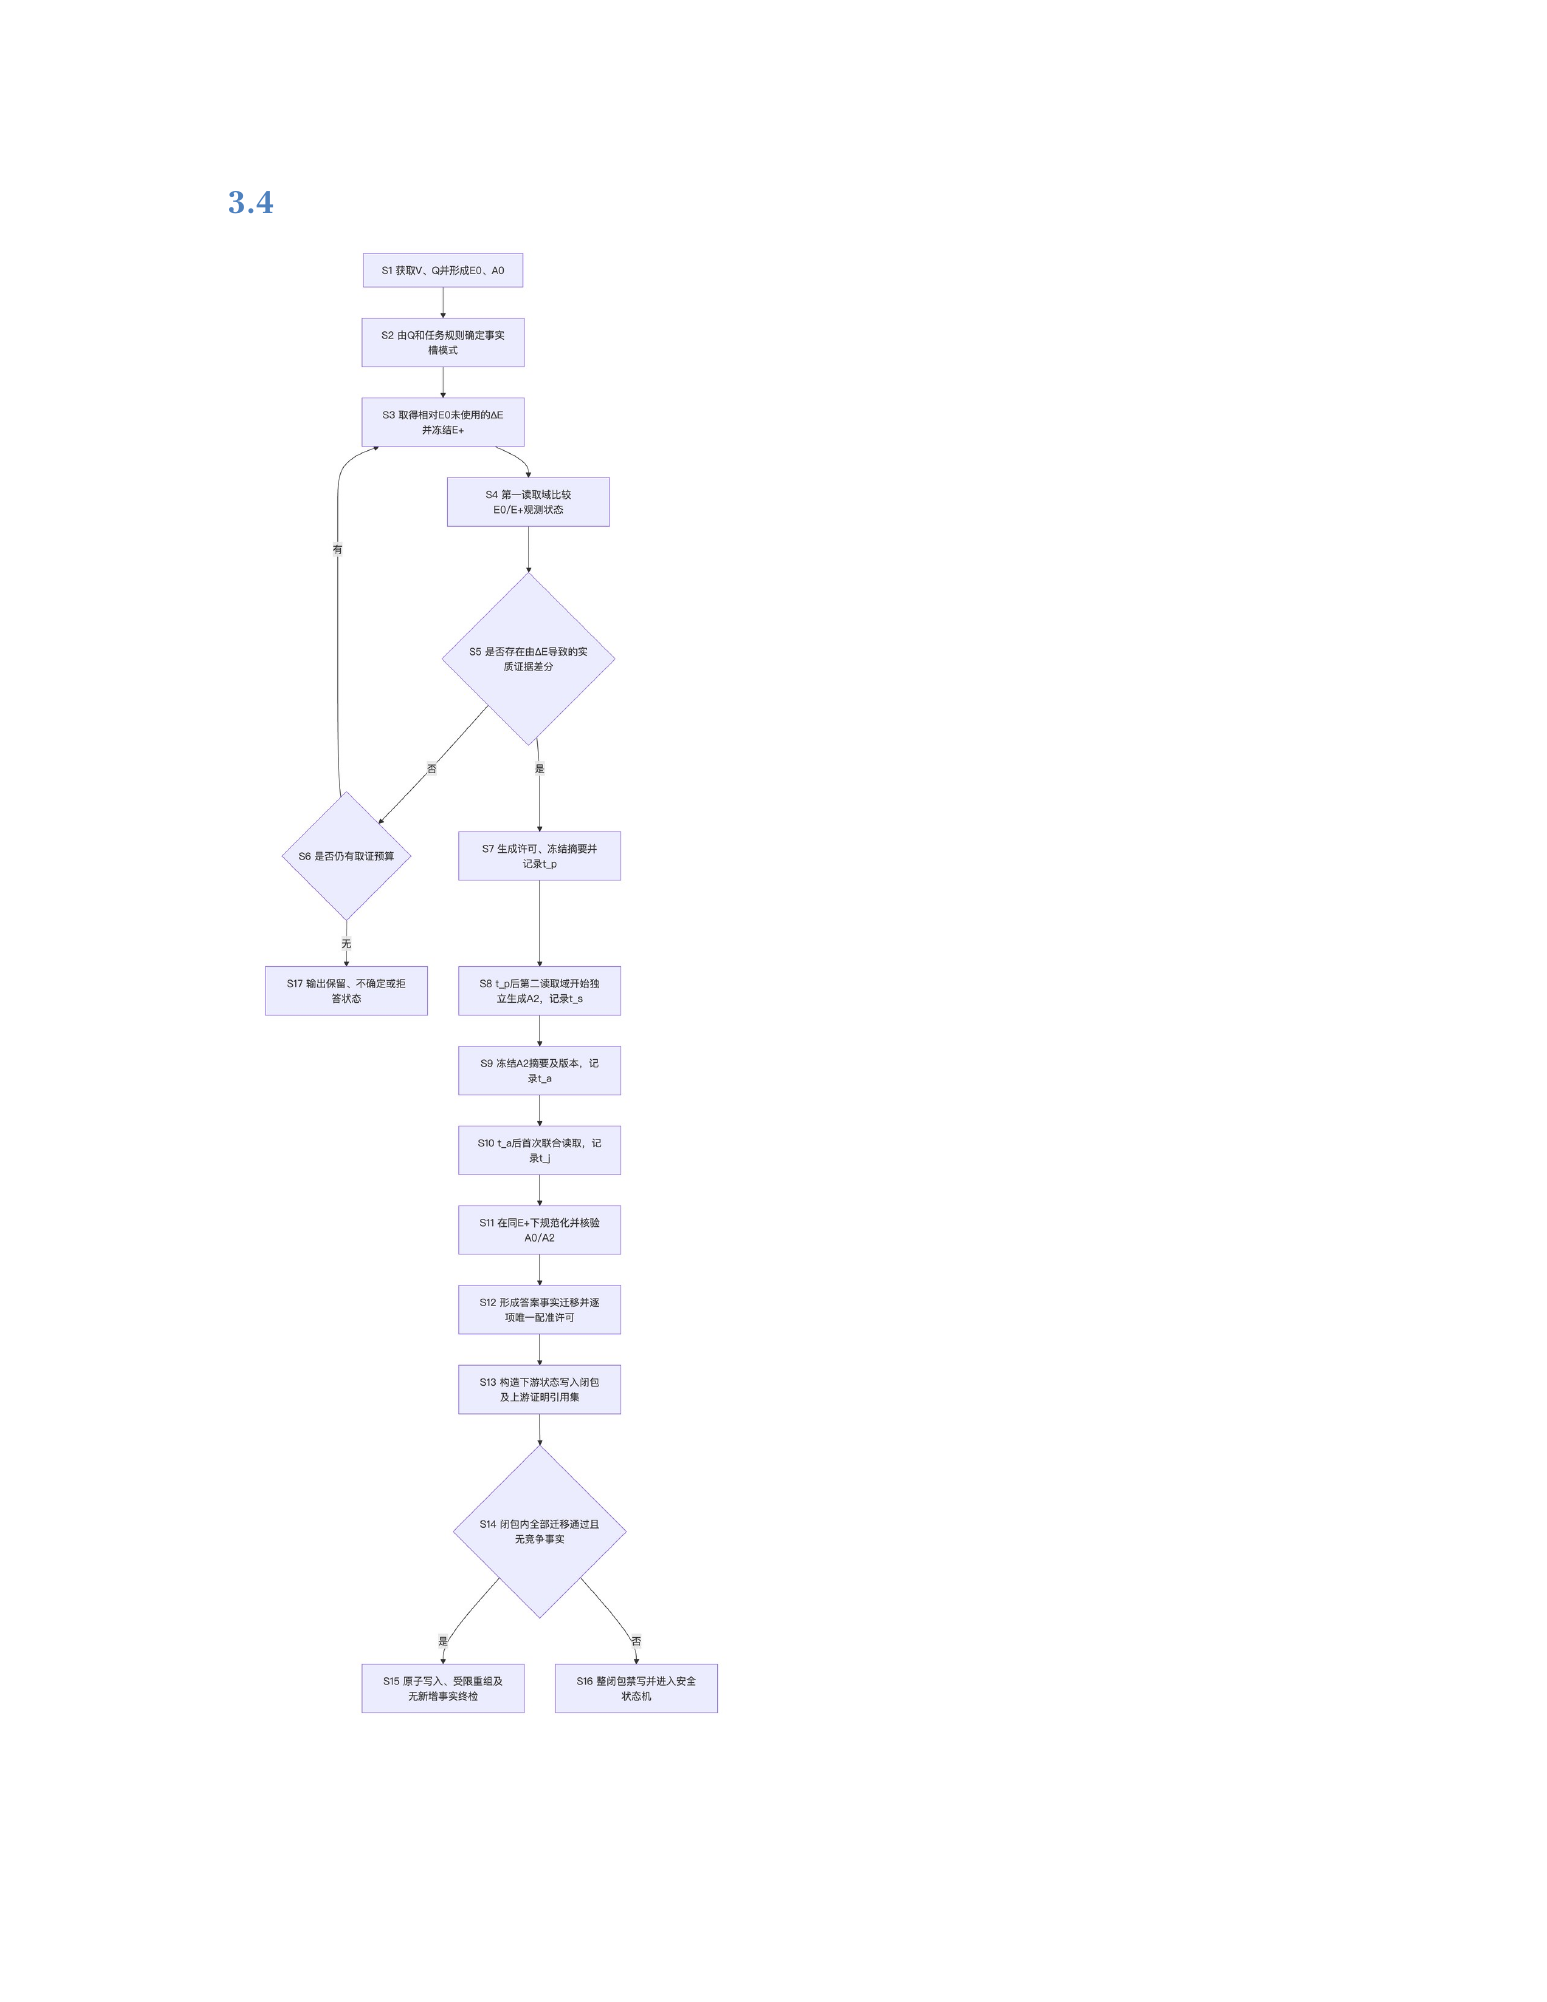 3.4
S1 获取V、Q并形成E0、A0
S2 由Q和任务规则确定事实
槽模式
S3 取得相对E0未使用的ΔE
并冻结E+
S4 第一读取域比较
E0/E+观测状态
有
S5 是否存在由ΔE导致的实
质证据差分
否
是
S6 是否仍有取证预算
S7 生成许可、冻结摘要并
记录t_p
无
S17 输出保留、不确定或拒
答状态
S8 t_p后第二读取域开始独
立生成A2，记录t_s
S9 冻结A2摘要及版本，记
录t_a
S10 t_a后首次联合读取，记
录t_j
S11 在同E+下规范化并核验
A0/A2
S12 形成答案事实迁移并逐
项唯一配准许可
S13 构造下游状态写入闭包
及上游证明引用集
S14 闭包内全部迁移通过且
无竞争事实
是
否
S15 原子写入、受限重组及
无新增事实终检
S16 整闭包禁写并进入安全
状态机